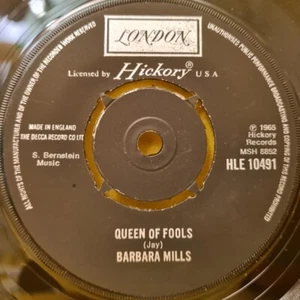 LONDON
Licensed by Hickory U S A
ALL RIGHTS OF THE MANUFACTURER AND OF THE OWNER OF THE RECORDED WORK RESERVED
UNAUTHORISED PUBLIC PERFORMANCE BROADCASTING AND COPYING OF THIS RECORD PROHIBITED
MADE IN ENGLAND
THE DECCA RECORD CO LTD
S. Bernstein
Music
℗ 1965
Hickory
Records
MSH 8852
HLE 10491
QUEEN OF FOOLS
(Jay)
BARBARA MILLS